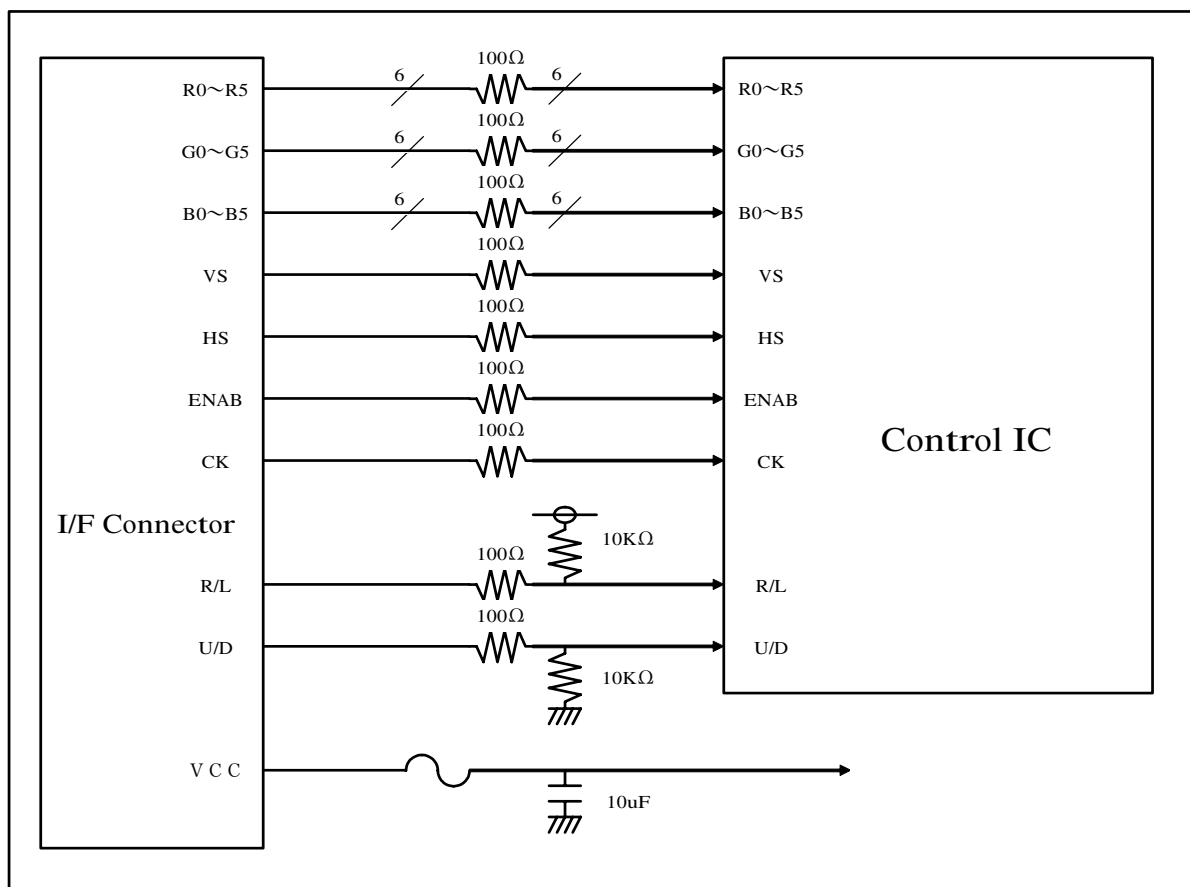 100Ω
R0～R5 6 6 R0～R5
100Ω
G0～G5 6 6 G0～G5
100Ω
B0～B5 6 6 B0～B5
100Ω
VS VS
100Ω
HS HS
100Ω
ENAB ENAB
100Ω
CK CK
Control IC
I/F Connector
10KΩ
100Ω
R/L R/L
100Ω
U/D U/D
10KΩ
V C C
10uF